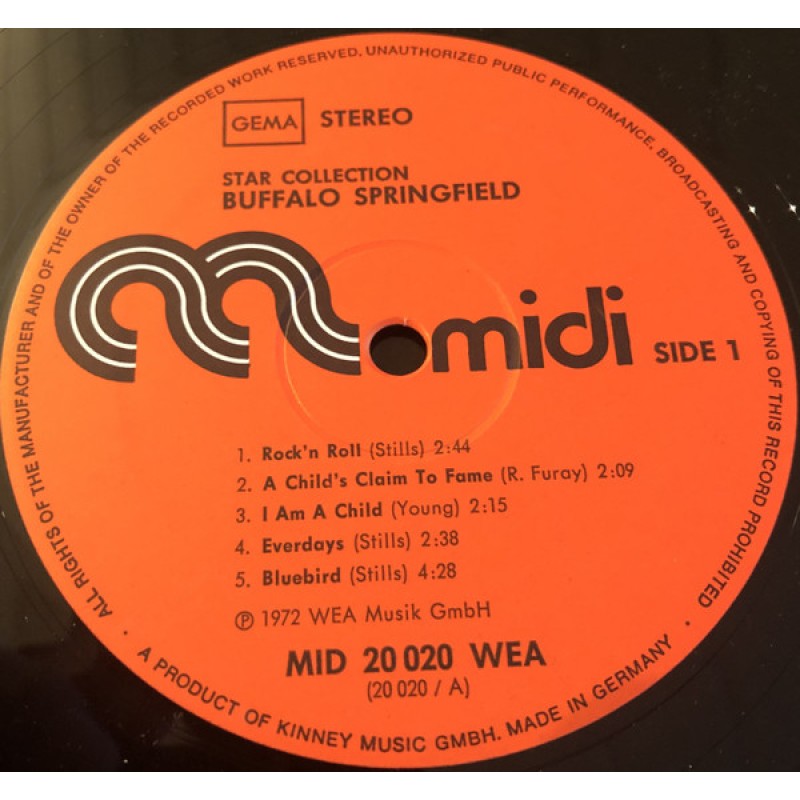 ALL RIGHTS OF THE MANUFACTURER AND OF THE OWNER OF THE RECORDED WORK RESERVED. UNAUTHORIZED PUBLIC PERFORMANCE, BROADCASTING AND COPYING OF THIS RECORD PROHIBITED
GEMA STEREO
STAR COLLECTION
BUFFALO SPRINGFIELD
midi SIDE 1
1. Rock'n Roll (Stills) 2:44
2. A Child's Claim To Fame (R. Furay) 2:09
3. I Am A Child (Young) 2:15
4. Everdays (Stills) 2:38
5. Bluebird (Stills) 4:28
℗ 1972 WEA Musik GmbH
MID 20 020 WEA
(20 020 / A)
· A PRODUCT OF KINNEY MUSIC GMBH. MADE IN GERMANY ·